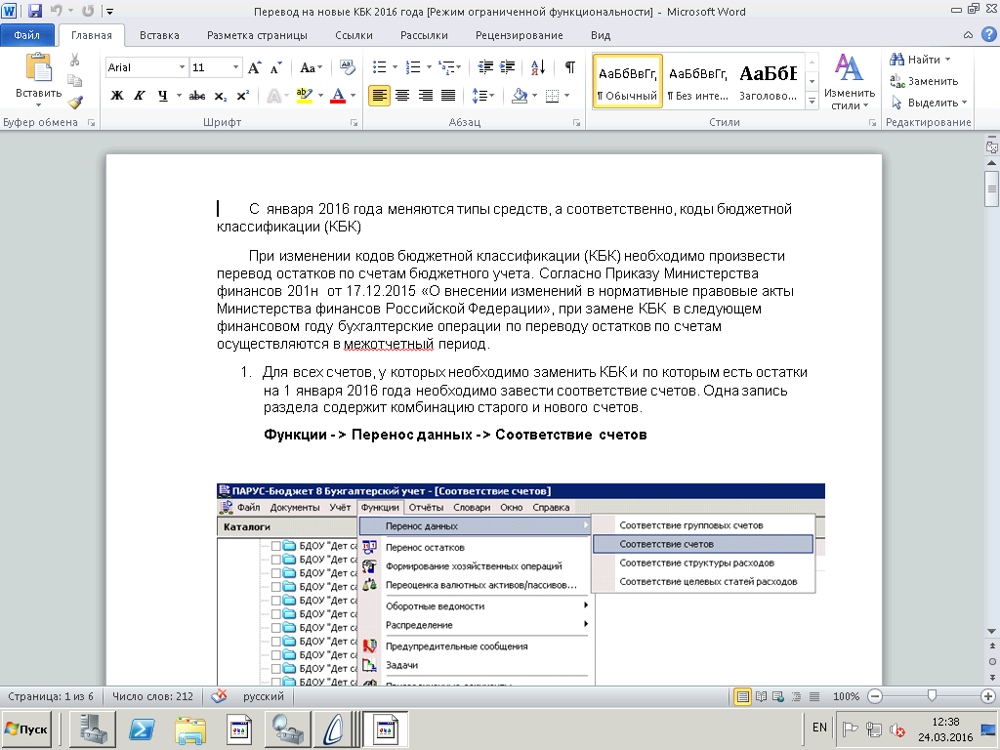 Перевод на новые КБК 2016 года [Режим ограниченной функциональности] - Microsoft Word
Файл Главная Вставка Разметка страницы Ссылки Рассылки Рецензирование Вид
Вставить
Arial 11
Ж К Ч abc x₂ x²
АаБбВвГг, АаБбВвГг, АаБбЕ
¶ Обычный ¶ Без инте... Заголово...
Изменить стили
Найти
Заменить
Выделить
Буфер обмена Шрифт Абзац Стили Редактирование
С января 2016 года меняются типы средств, а соответственно, коды бюджетной
классификации (КБК)
При изменении кодов бюджетной классификации (КБК) необходимо произвести
перевод остатков по счетам бюджетного учета. Согласно Приказу Министерства
финансов 201н от 17.12.2015 «О внесении изменений в нормативные правовые акты
Министерства финансов Российской Федерации», при замене КБК в следующем
финансовом году бухгалтерские операции по переводу остатков по счетам
осуществляются в межотчетный период.
1. Для всех счетов, у которых необходимо заменить КБК и по которым есть остатки
на 1 января 2016 года необходимо завести соответствие счетов. Одна запись
раздела содержит комбинацию старого и нового счетов.
Функции -> Перенос данных -> Соответствие счетов
ПАРУС-Бюджет 8 Бухгалтерский учет - [Соответствие счетов]
Файл Документы Учёт Функции Отчёты Словари Окно Справка
Каталоги
БДОУ "Дет са
БДОУ "Дет са
БДОУ "Дет са
БДОУ "Дет са
БДОУ "Дет са
БДОУ "Дет са
БДОУ "Дет са
БДОУ "Дет са
БДОУ "Дет са
БДОУ "Дет са
БДОУ "Дет са
Перенос данных
Перенос остатков
Формирование хозяйственных операций
Переоценка валютных активов/пассивов...
Оборотные ведомости
Распределение
Предупредительные сообщения
Задачи
Соответствие групповых счетов
Соответствие счетов
Соответствие структуры расходов
Соответствие целевых статей расходов
Страница: 1 из 6 Число слов: 212 русский 100%
Пуск EN 12:38
24.03.2016